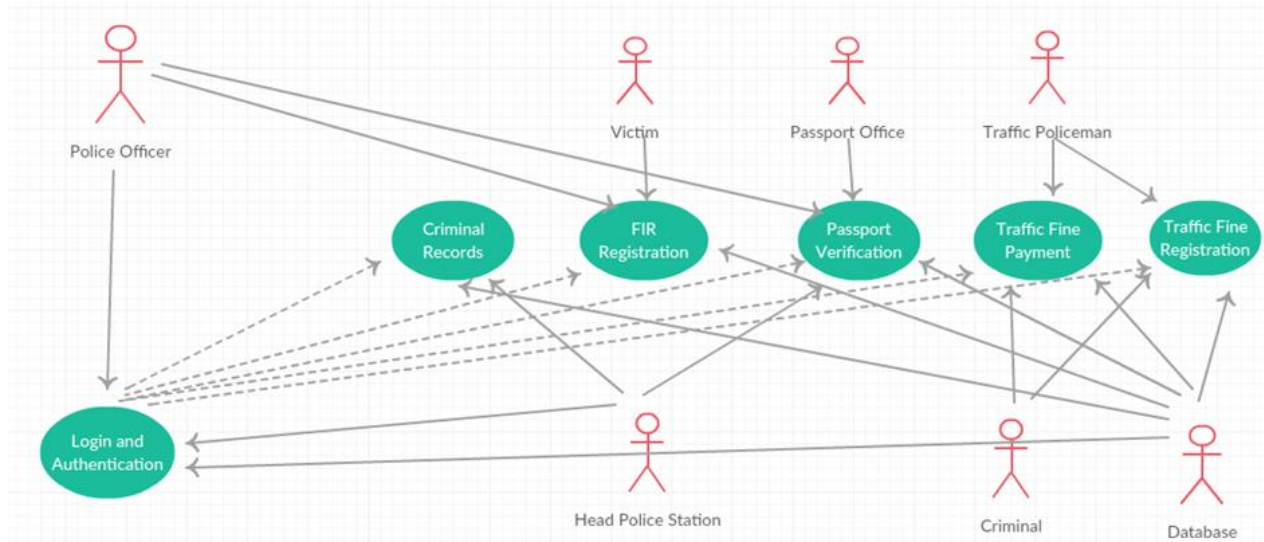 Victim
Passport Office
Traffic Policeman
Police Officer
Criminal
Records
FIR
Registration
Passport
Verification
Traffic Fine
Payment
Traffic Fine
Registration
Login and
Authentication
Head Police Station
Criminal
Database